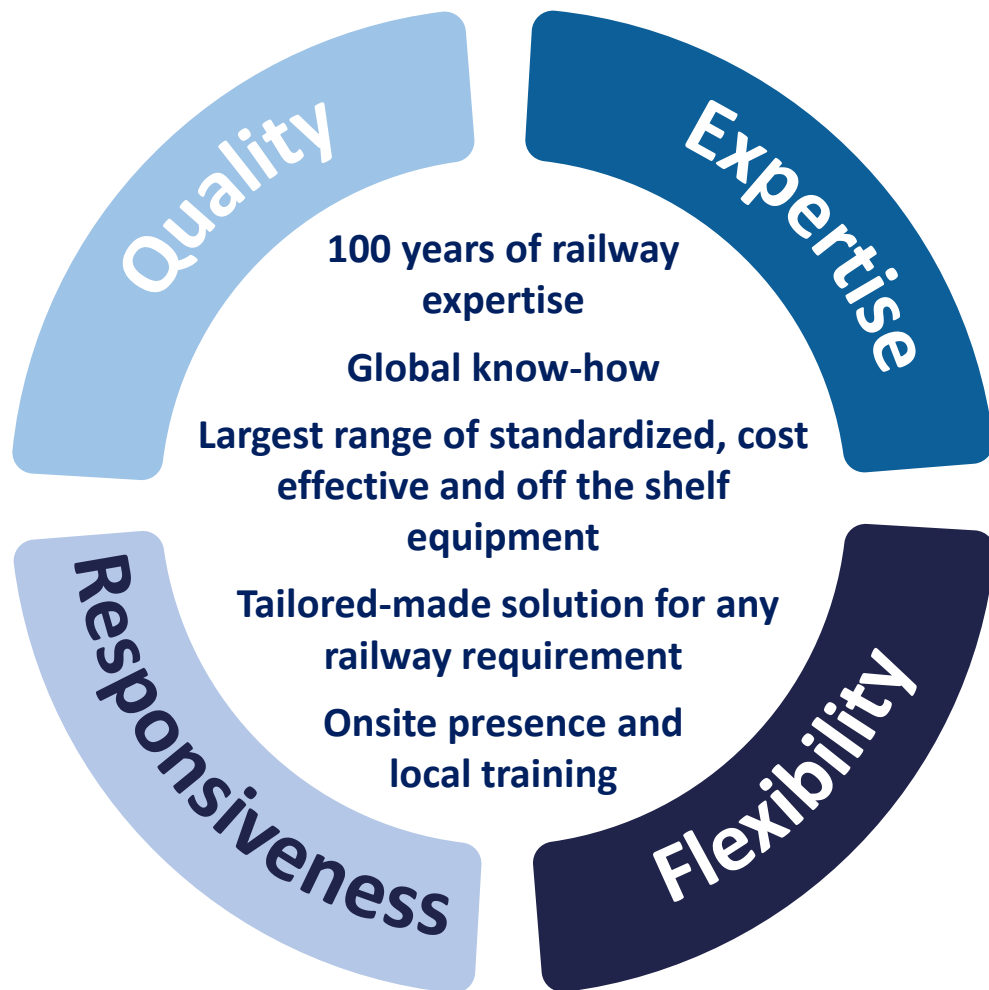 Quality
Expertise
100 years of railway
expertise
Global know-how
Largest range of standardized, cost
effective and off the shelf
equipment
Tailored-made solution for any
railway requirement
Onsite presence and
local training
Responsiveness
Flexibility